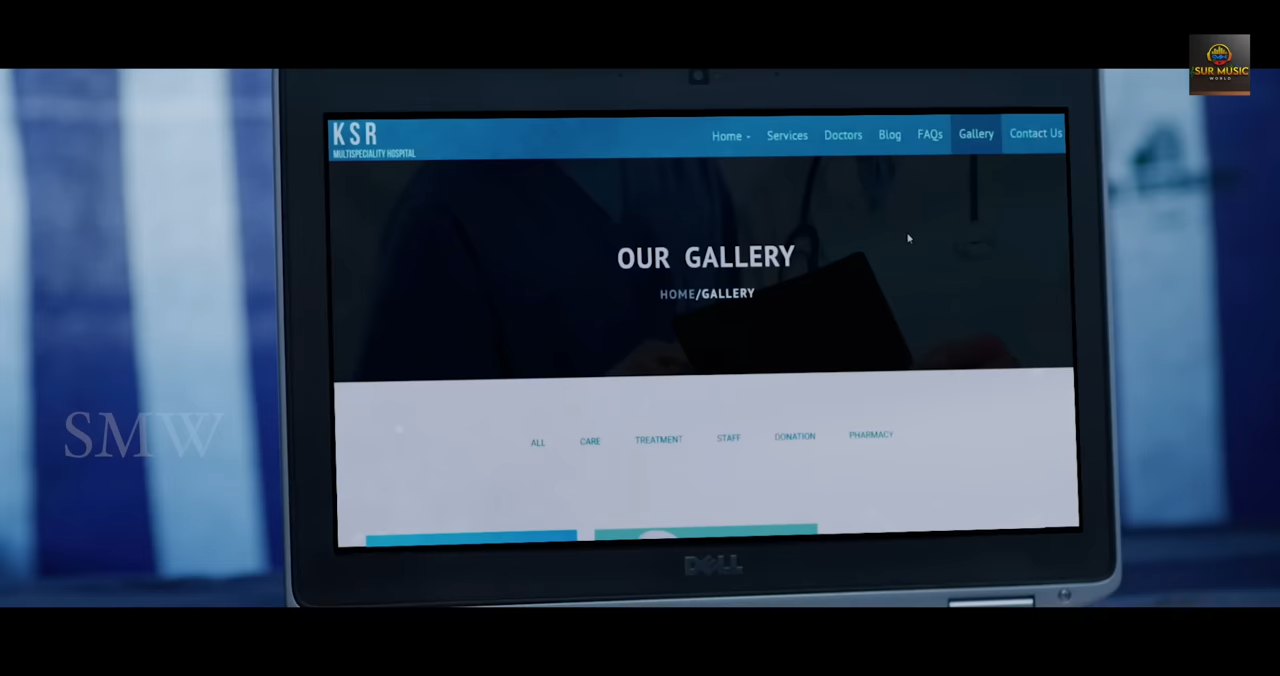 SUR MUSIC
WORLD
KSR
MULTISPECIALITY HOSPITAL
Home Services Doctors Blog FAQs Gallery Contact Us
OUR GALLERY
HOME/GALLERY
SMW
ALL CARE TREATMENT STAFF DONATION PHARMACY
DELL